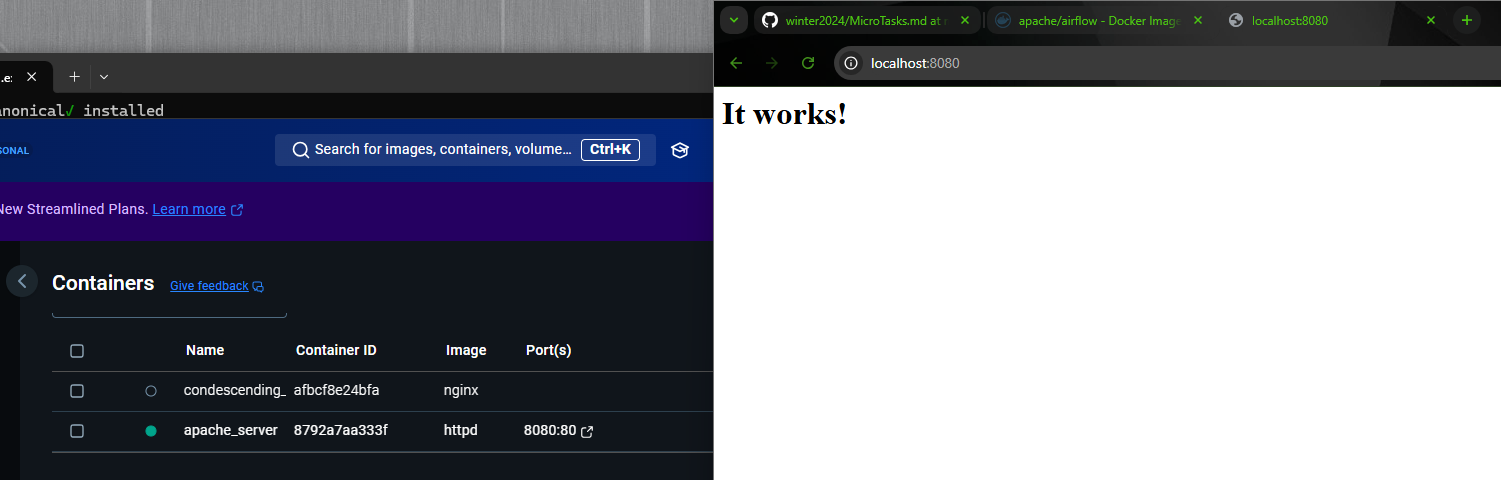 .e:
anonical✓ installed
SONAL
Search for images, containers, volume... Ctrl+K
New Streamlined Plans. Learn more
Containers Give feedback
Name Container ID Image Port(s)
condescending_ afbcf8e24bfa nginx
apache_server 8792a7aa333f httpd 8080:80
winter2024/MicroTasks.md at
apache/airflow - Docker Image
localhost:8080
localhost:8080
It works!